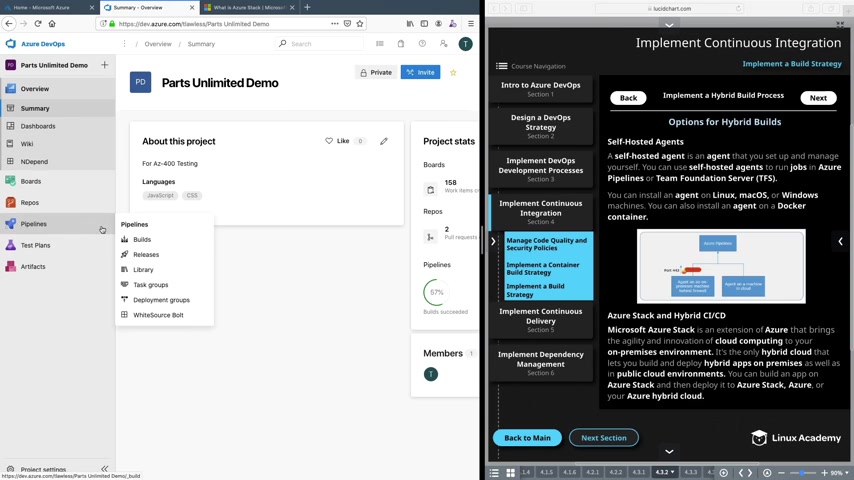 Home - Microsoft Azure
Summary - Overview
What is Azure Stack | Microsof
https://dev.azure.com/tlawless/Parts Unlimited Demo
Azure DevOps
Overview / Summary
Search
T
PD Parts Unlimited Demo
Overview
Summary
Dashboards
Wiki
NDepend
Boards
Repos
Pipelines
Test Plans
Artifacts
Project settings
https://dev.azure.com/tlawless/Parts Unlimited Demo/_build
Pipelines
Builds
Releases
Library
Task groups
Deployment groups
WhiteSource Bolt
PD
Parts Unlimited Demo
Private
Invite
About this project
Like 0
For Az-400 Testing
Languages
JavaScript CSS
Project stats
Boards
158
Work items
Repos
2
Pull requests
Pipelines
57%
Builds succeeded
Members 1
T
lucidchart.com
Implement Continuous Integration
Implement a Build Strategy
Course Navigation
Intro to Azure DevOps
Section 1
Design a DevOps
Strategy
Section 2
Implement DevOps
Development Processes
Section 3
Implement Continuous
Integration
Section 4
Manage Code Quality and
Security Policies
Implement a Container
Build Strategy
Implement a Build
Strategy
Implement Continuous
Delivery
Section 5
Implement Dependency
Management
Section 6
Back
Implement a Hybrid Build Process
Next
Options for Hybrid Builds
Self-Hosted Agents
A self-hosted agent is an agent that you set up and manage
yourself. You can use self-hosted agents to run jobs in Azure
Pipelines or Team Foundation Server (TFS).
You can install an agent on Linux, macOS, or Windows
machines. You can also install an agent on a Docker
container.
Azure Pipelines
Port 443
Agent on an on-
premises machine
behind firewall
Agent on a machine
in cloud
Azure Stack and Hybrid CI/CD
Microsoft Azure Stack is an extension of Azure that brings
the agility and innovation of cloud computing to your
on-premises environment. It's the only hybrid cloud that
lets you build and deploy hybrid apps on premises as well as
in public cloud environments. You can build an app on
Azure Stack and then deploy it to Azure Stack, Azure, or
your Azure hybrid cloud.
Back to Main
Next Section
Linux Academy
1.4 4.1.5 4.1.6 4.2.1 4.2.2 4.3.1 4.3.2 4.3.3
90%